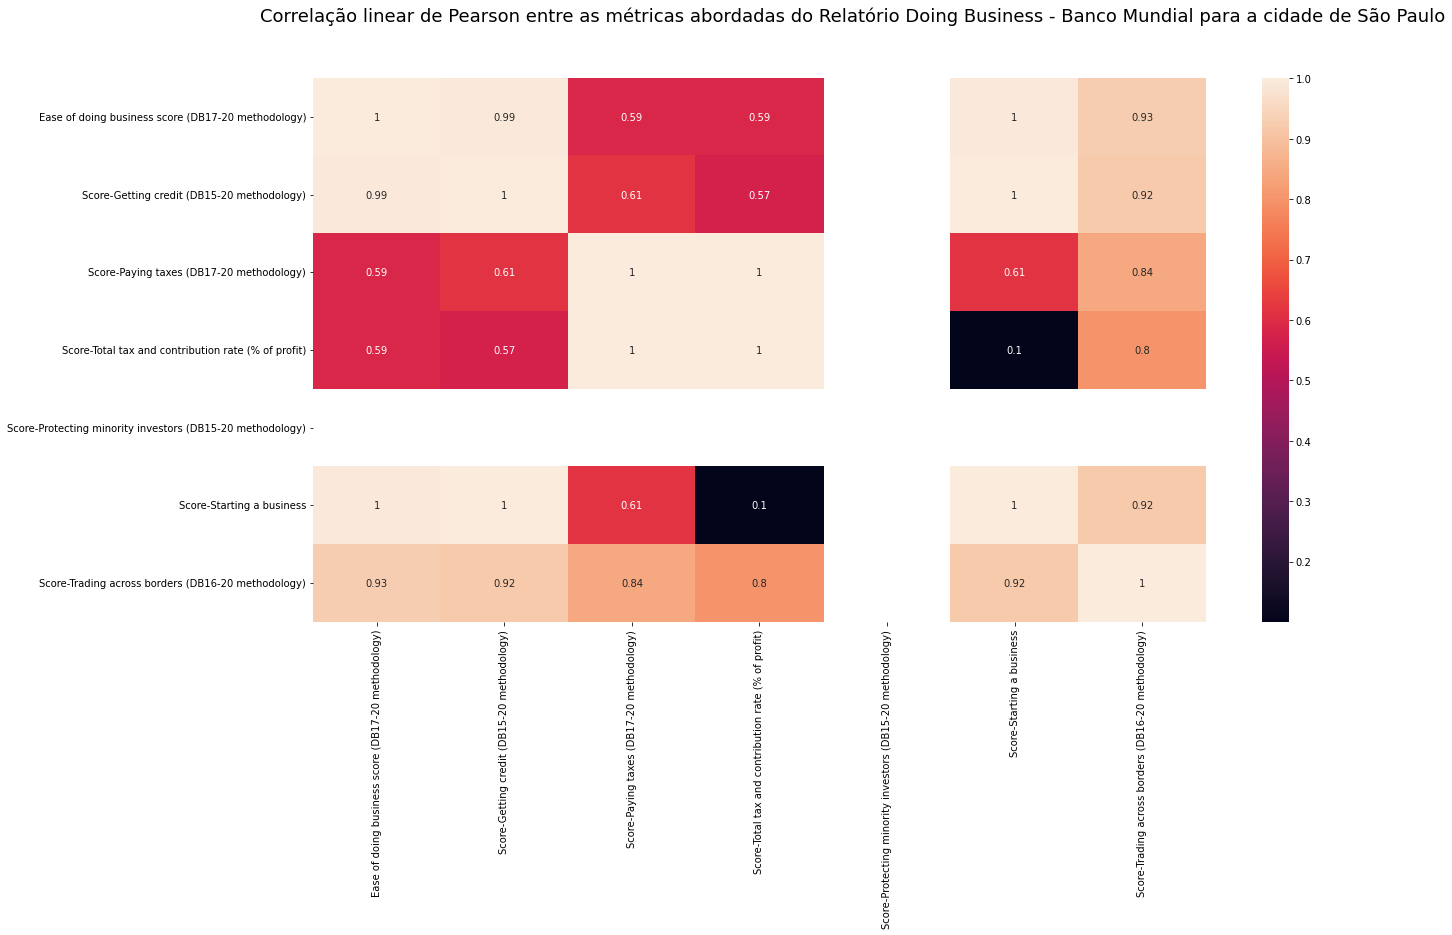 Correlação linear de Pearson entre as métricas abordadas do Relatório Doing Business - Banco Mundial para a cidade de São Paulo
Ease of doing business score (DB17-20 methodology) 1 0.99 0.59 0.59 1 0.93
Score-Getting credit (DB15-20 methodology) 0.99 1 0.61 0.57 1 0.92
Score-Paying taxes (DB17-20 methodology) 0.59 0.61 1 1 0.61 0.84
Score-Total tax and contribution rate (% of profit) 0.59 0.57 1 1 0.1 0.8
Score-Protecting minority investors (DB15-20 methodology)
Score-Starting a business 1 1 0.61 0.1 1 0.92
Score-Trading across borders (DB16-20 methodology) 0.93 0.92 0.84 0.8 0.92 1
Ease of doing business score (DB17-20 methodology)
Score-Getting credit (DB15-20 methodology)
Score-Paying taxes (DB17-20 methodology)
Score-Total tax and contribution rate (% of profit)
Score-Protecting minority investors (DB15-20 methodology)
Score-Starting a business
Score-Trading across borders (DB16-20 methodology)
1.0
0.9
0.8
0.7
0.6
0.5
0.4
0.3
0.2